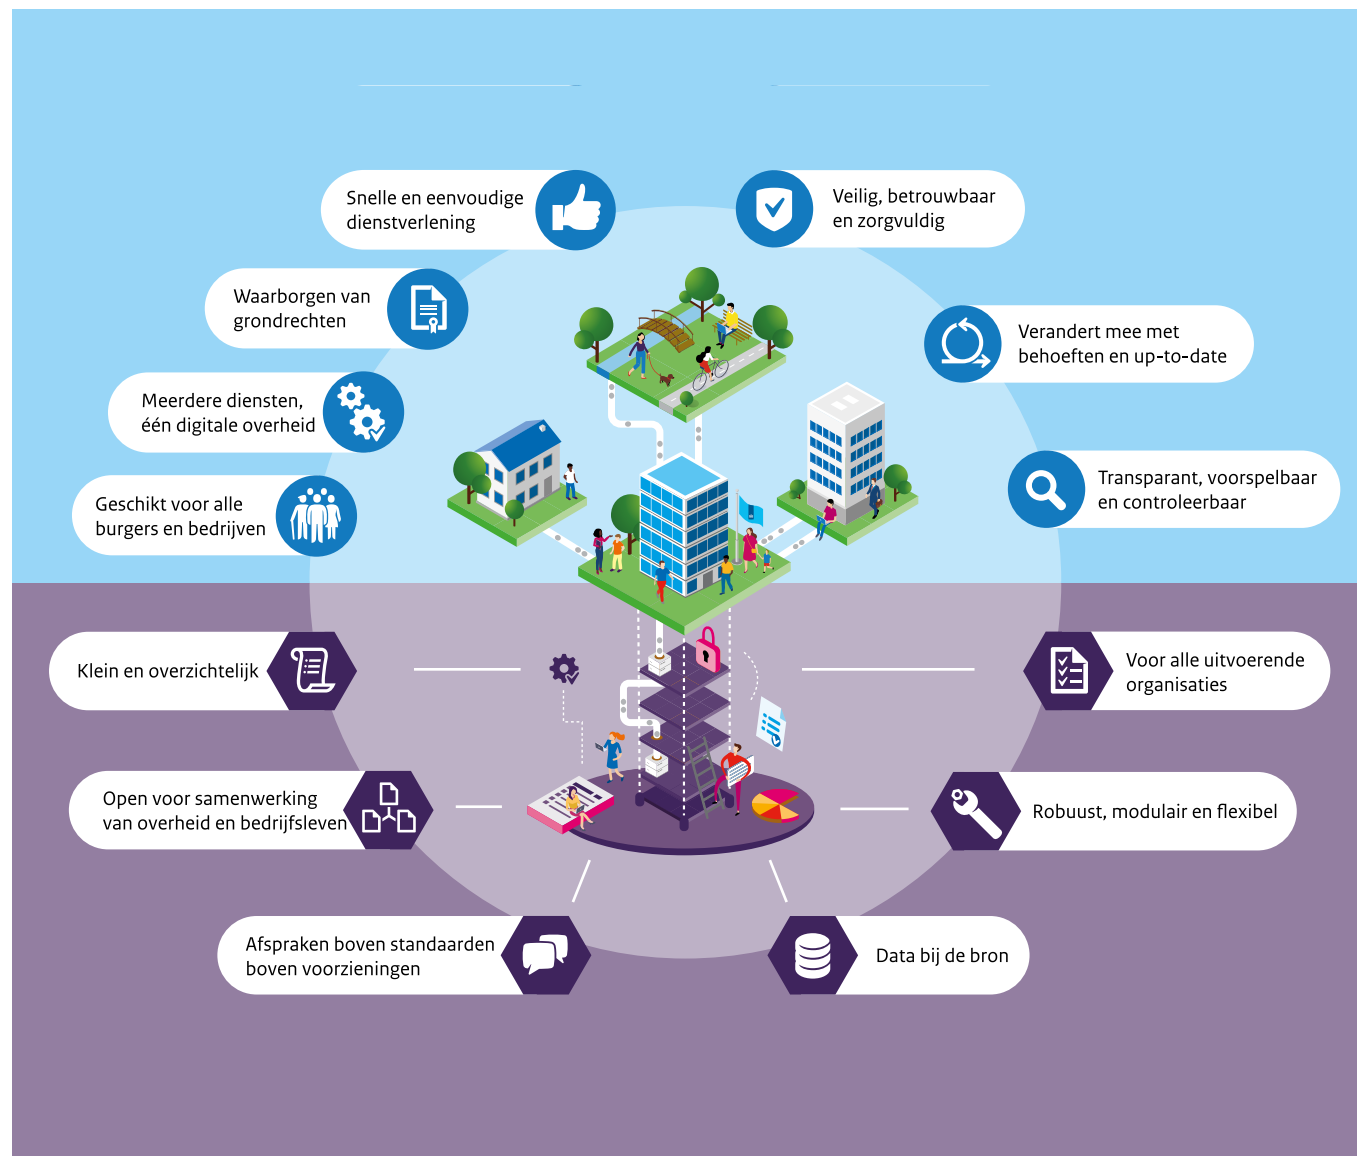 Snelle en eenvoudige
dienstverlening
Veilig, betrouwbaar
en zorgvuldig
Waarborgen van
grondrechten
Verandert mee met
behoeften en up-to-date
Meerdere diensten,
één digitale overheid
Transparant, voorspelbaar
en controleerbaar
Geschikt voor alle
burgers en bedrijven
Klein en overzichtelijk
Voor alle uitvoerende
organisaties
Open voor samenwerking
van overheid en bedrijfsleven
Robuust, modulair en flexibel
Afspraken boven standaarden
boven voorzieningen
Data bij de bron